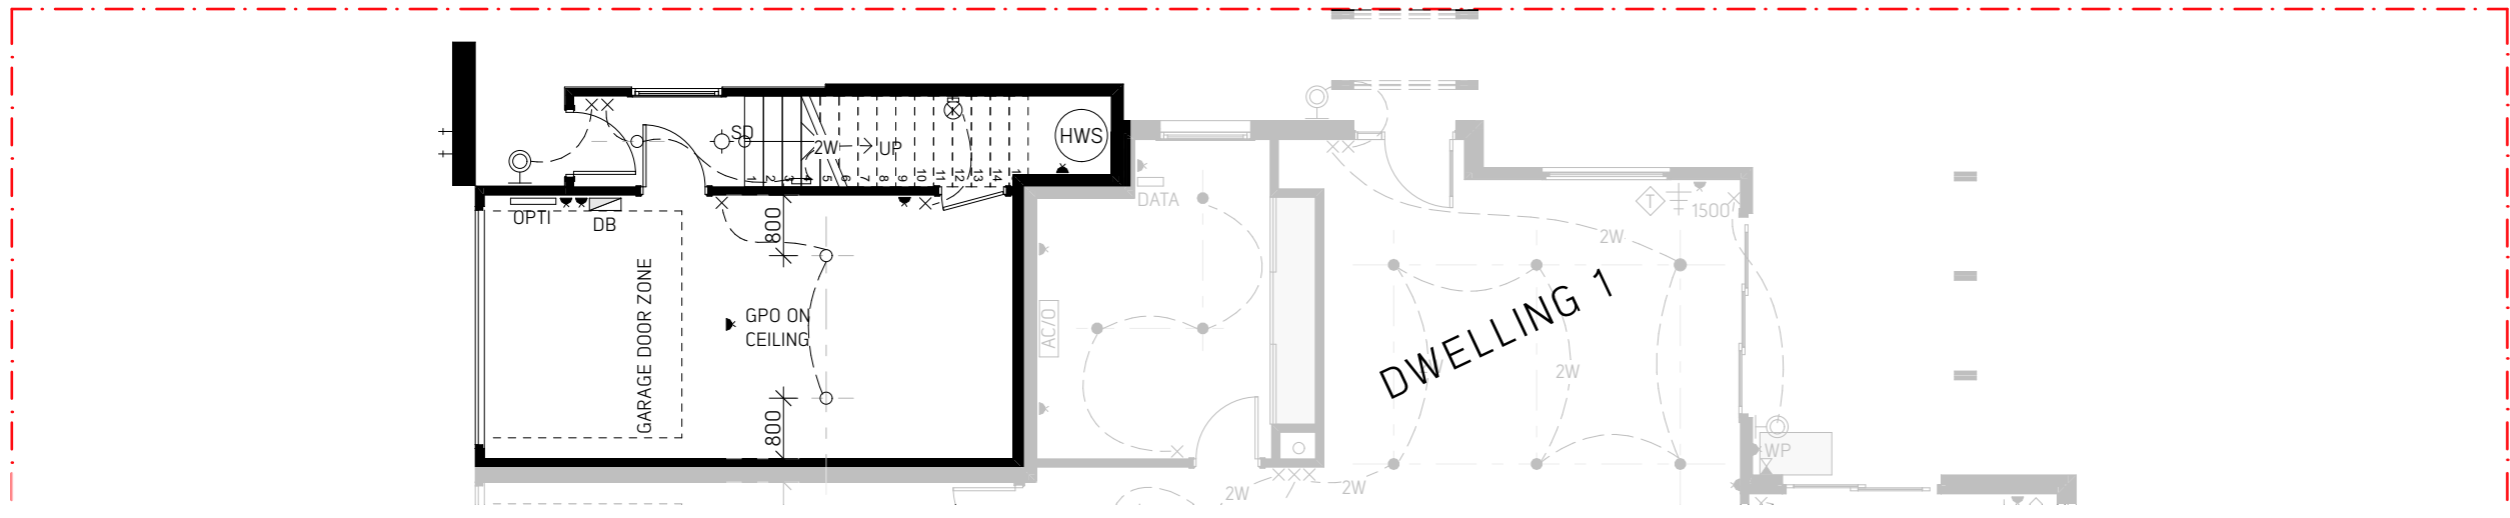 SD
2W
UP
HWS
1
2
3
4
5
6
7
8
9
10
11
12
13
14
OPTI
DB
800
DATA
T
1500
2W
GARAGE DOOR ZONE
GPO ON
CEILING
AC/O
DWELLING 1
2W
800
WP
2W
2W